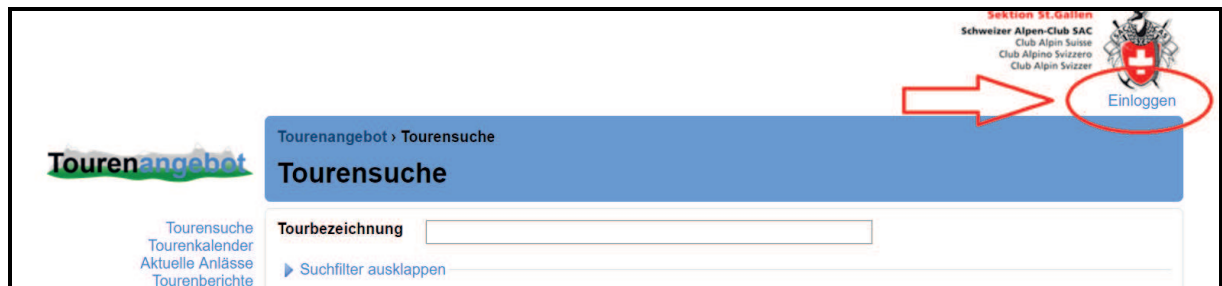 Sektion St.Gallen
Schweizer Alpen-Club SAC
Club Alpin Suisse
Club Alpino Svizzero
Club Alpin Svizzer
Einloggen
Tourenangebot › Tourensuche
Tourenangebot
Tourensuche
Tourensuche
Tourenkalender
Aktuelle Anlässe
Tourenberichte
Tourbezeichnung
Suchfilter ausklappen